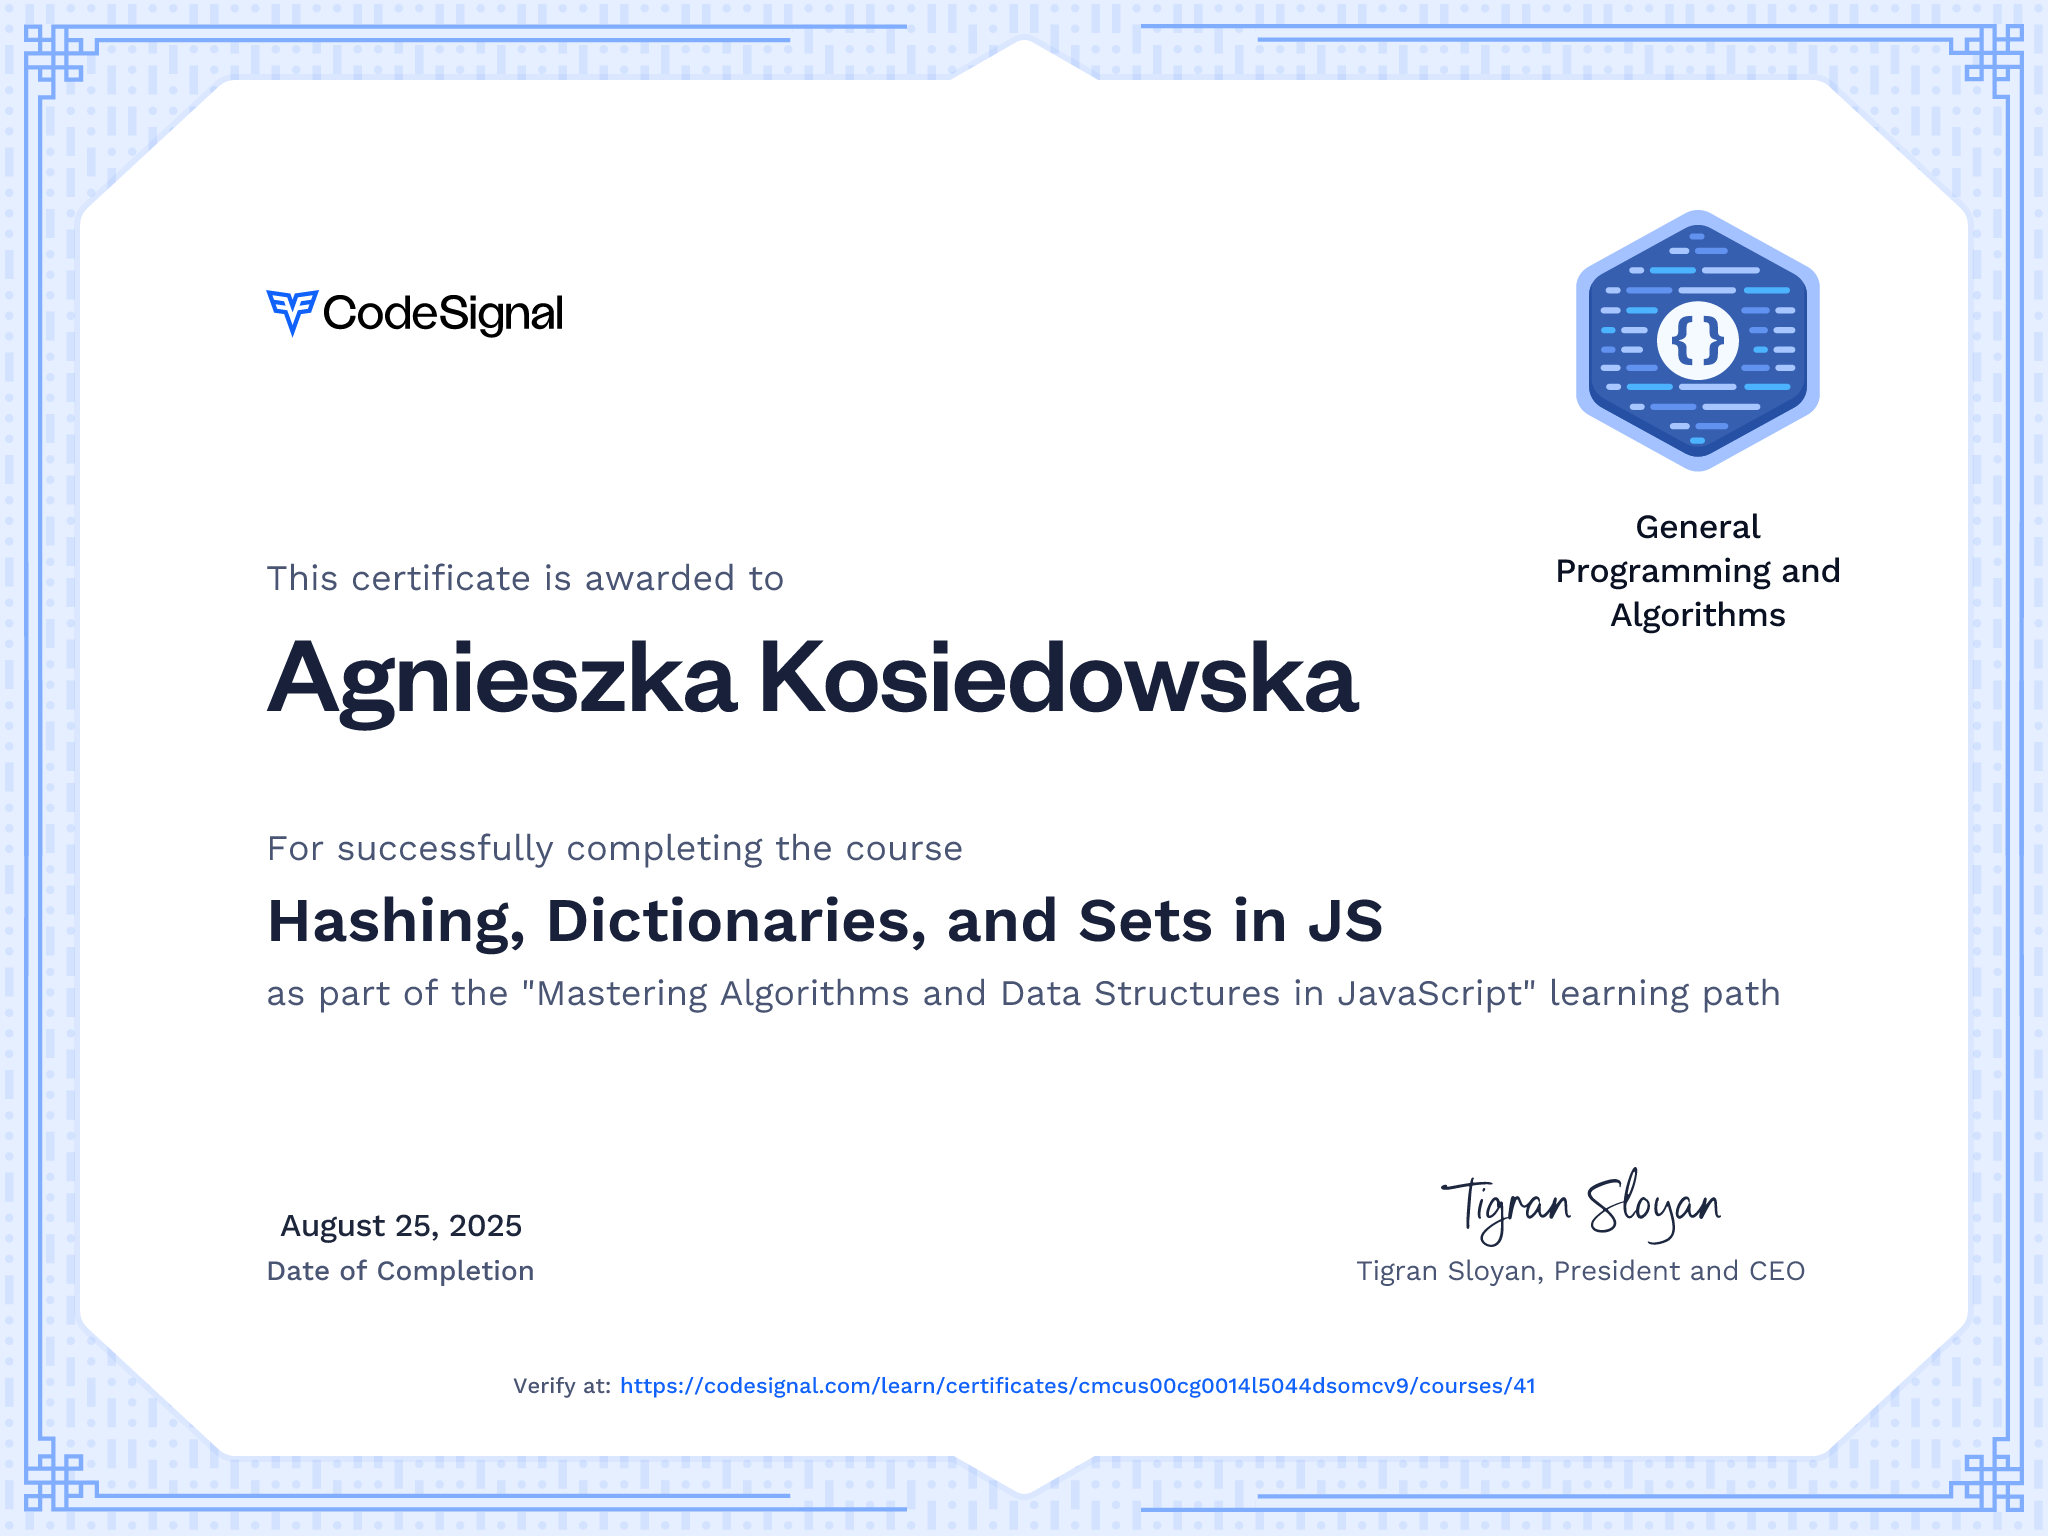 CodeSignal
{}
General
Programming and
Algorithms
This certificate is awarded to
Agnieszka Kosiedowska
For successfully completing the course
Hashing, Dictionaries, and Sets in JS
as part of the "Mastering Algorithms and Data Structures in JavaScript" learning path
August 25, 2025
Date of Completion
Tigran Sloyan
Tigran Sloyan, President and CEO
Verify at: https://codesignal.com/learn/certificates/cmcus00cg0014l5044dsomcv9/courses/41